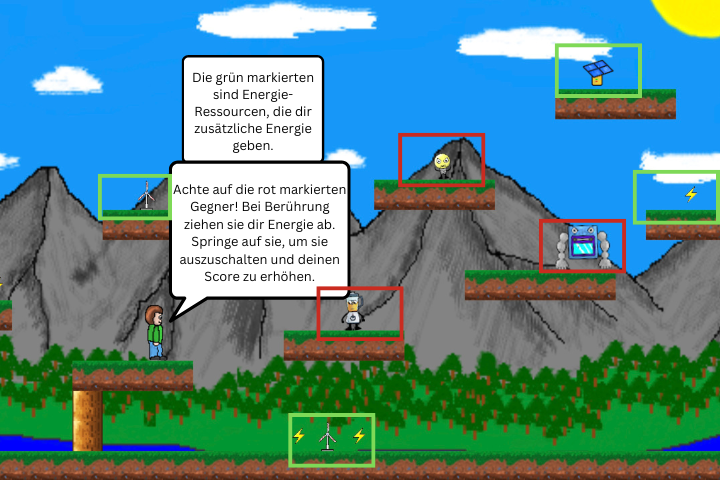 Die grün markierten
sind Energie-
Ressourcen, die dir
zusätzliche Energie
geben.
Achte auf die rot markierten
Gegner! Bei Berührung
ziehen sie dir Energie ab.
Springe auf sie, um sie
auszuschalten und deinen
Score zu erhöhen.